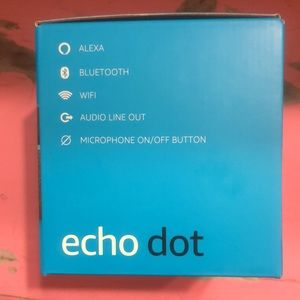 ALEXA
BLUETOOTH
WIFI
AUDIO LINE OUT
MICROPHONE ON/OFF BUTTON
echo dot